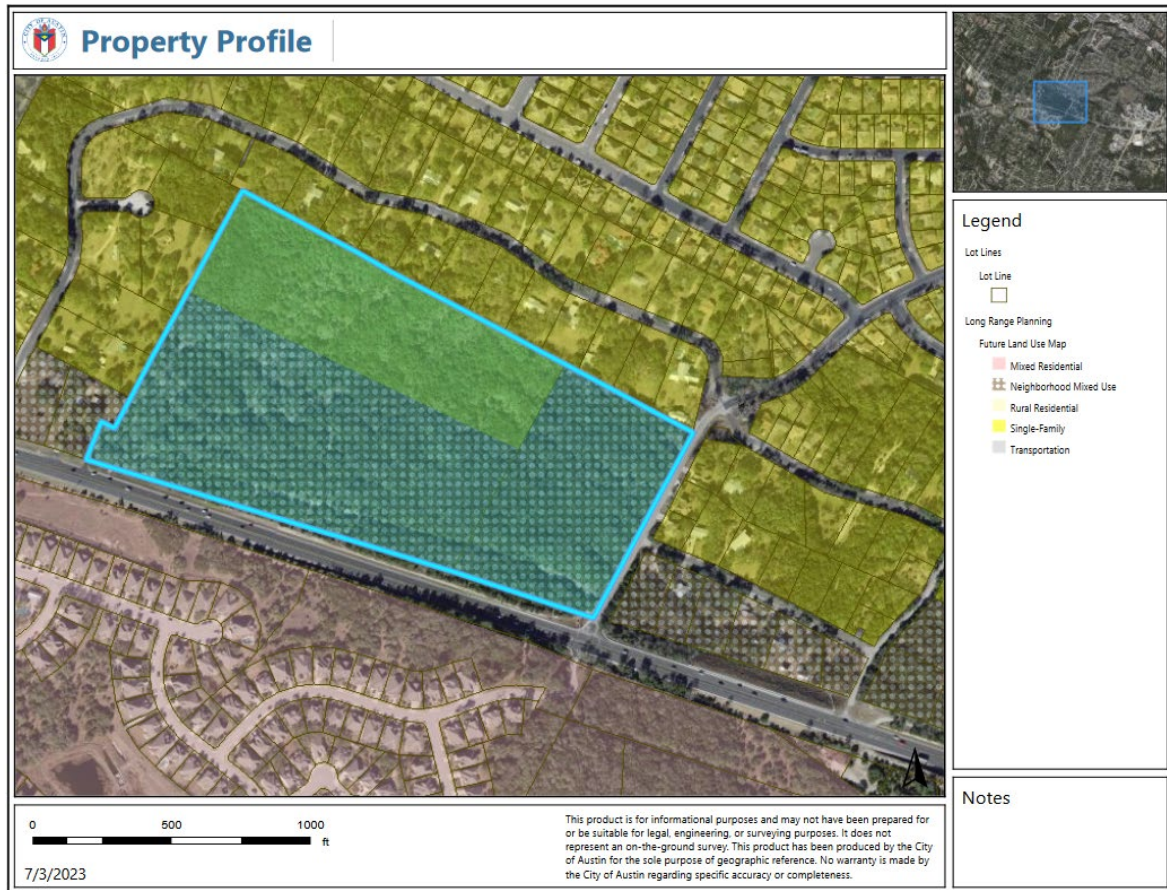 Property Profile
Legend
Lot Lines
Lot Line
Long Range Planning
Future Land Use Map
Mixed Residential
Neighborhood Mixed Use
Rural Residential
Single-Family
Transportation
Notes
0 500 1000
ft
7/3/2023
This product is for informational purposes and may not have been prepared for
or be suitable for legal, engineering, or surveying purposes. It does not
represent an on-the-ground survey. This product has been produced by the City
of Austin for the sole purpose of geographic reference. No warranty is made by
the City of Austin regarding specific accuracy or completeness.